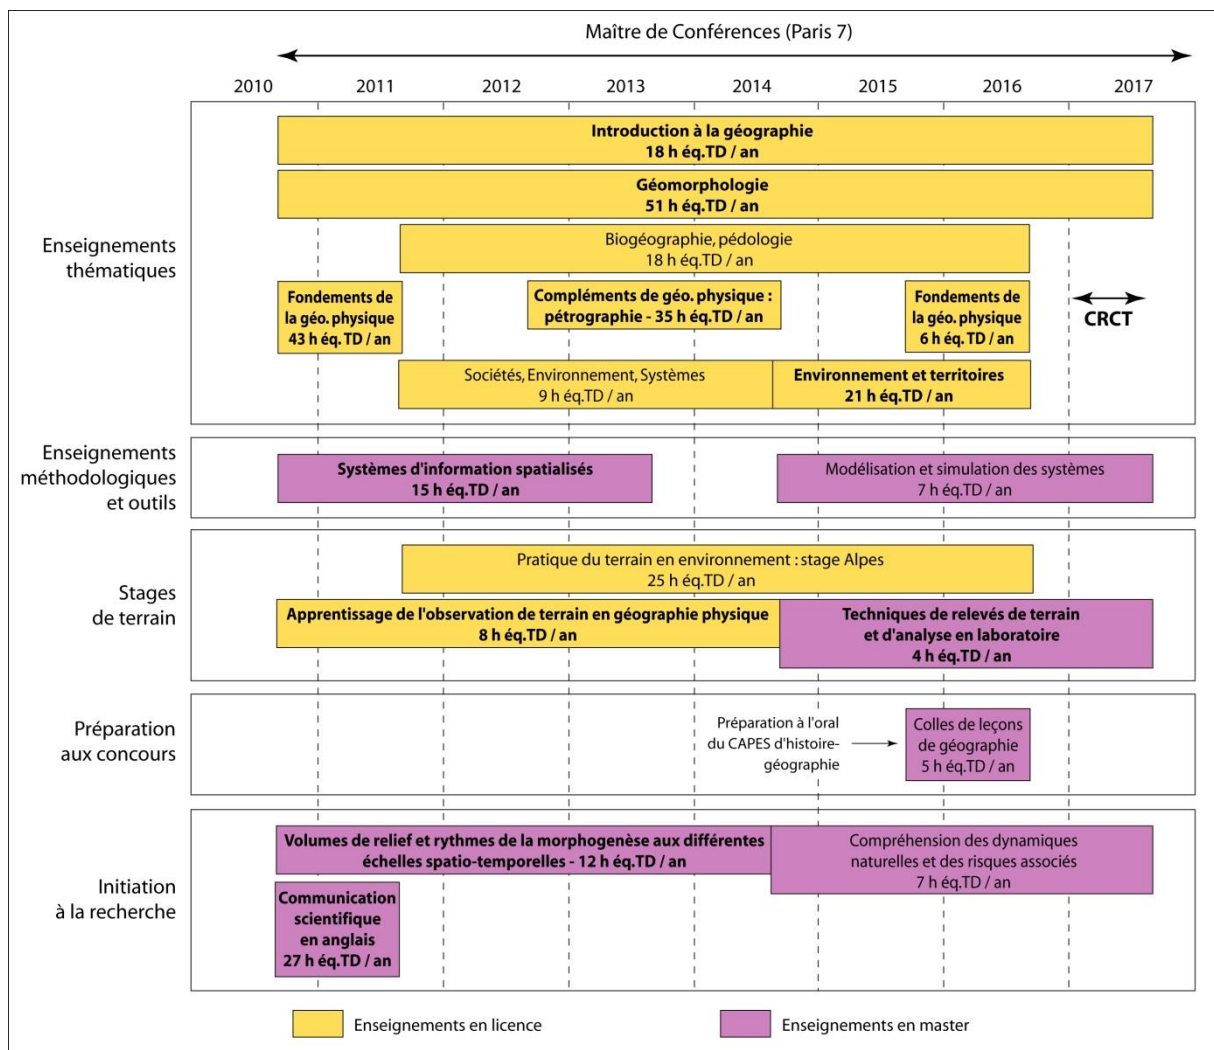 Maître de Conférences (Paris 7)
2010 2011 2012 2013 2014 2015 2016 2017
Enseignements
thématiques
Introduction à la géographie
18 h éq.TD / an
Géomorphologie
51 h éq.TD / an
Biogéographie, pédologie
18 h éq.TD / an
Fondements de
la géo. physique
43 h éq. TD / an
Compléments de géo. physique :
pétrographie - 35 h éq.TD / an
Fondements de
la géo. physique
6 h éq. TD / an
CRCT
Sociétés, Environnement, Systèmes
9 h éq.TD / an
Environnement et territoires
21 h éq.TD / an
Enseignements
méthodologiques
et outils
Systèmes d'information spatialisés
15 h éq.TD / an
Modélisation et simulation des systèmes
7 h éq.TD / an
Stages
de terrain
Pratique du terrain en environnement : stage Alpes
25 h éq.TD / an
Apprentissage de l'observation de terrain en géographie physique
8 h éq.TD / an
Techniques de relevés de terrain
et d'analyse en laboratoire
4 h éq.TD / an
Préparation
aux concours
Préparation à l'oral
du CAPES d'histoire-
géographie
Colles de leçons
de géographie
5 h éq.TD / an
Initiation
à la recherche
Volumes de relief et rythmes de la morphogenèse aux différentes
échelles spatio-temporelles - 12 h éq.TD / an
Compréhension des dynamiques
naturelles et des risques associés
7 h éq.TD / an
Communication
scientifique
en anglais
27 h éq.TD / an
Enseignements en licence
Enseignements en master